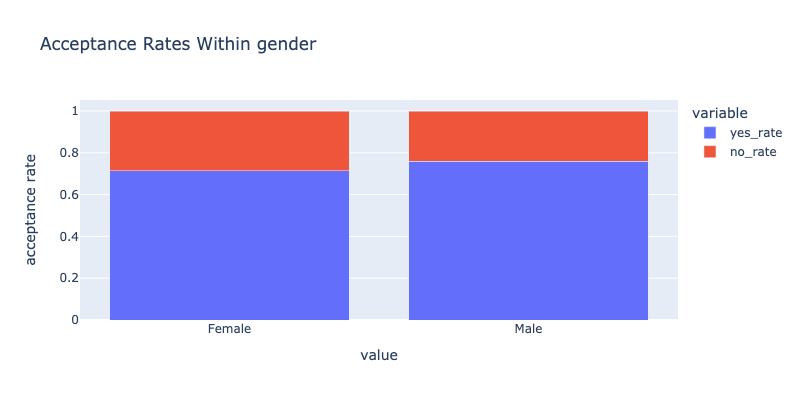 Acceptance Rates Within gender
variable
yes_rate
no_rate
acceptance rate
1
0.8
0.6
0.4
0.2
0
Female
Male
value